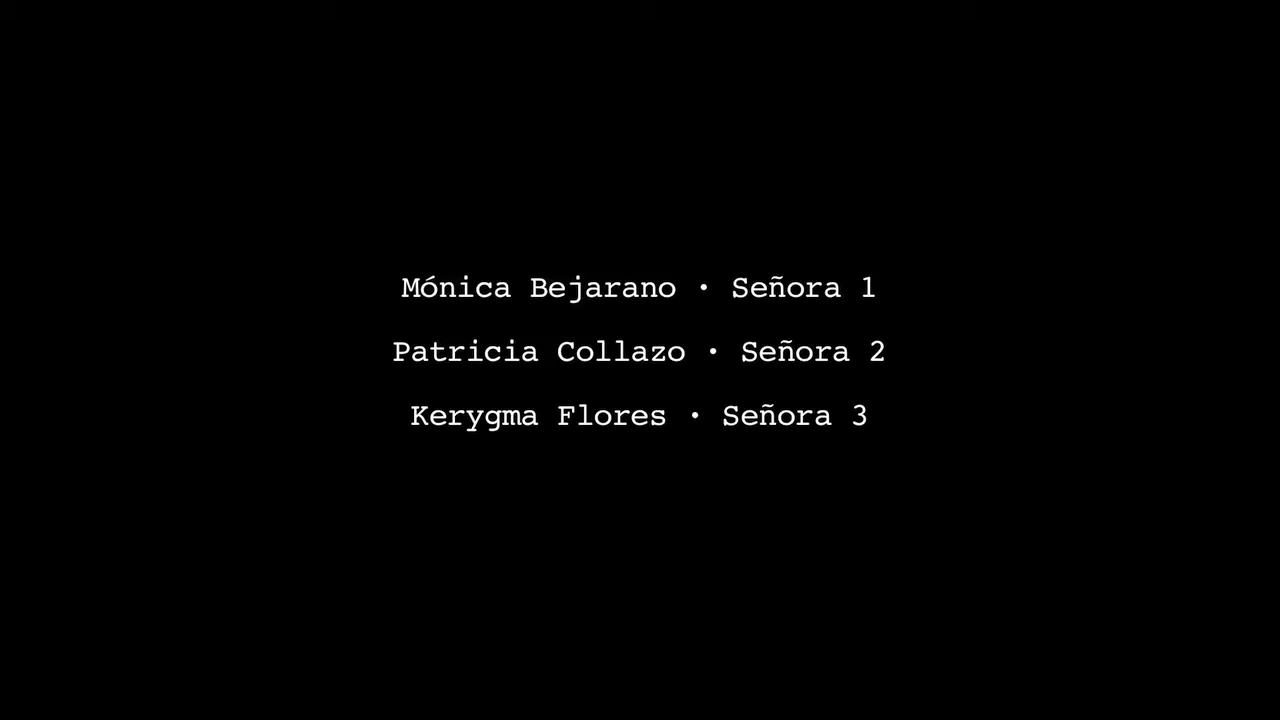 Mónica Bejarano • Señora 1
Patricia Collazo • Señora 2
Kerygma Flores • Señora 3